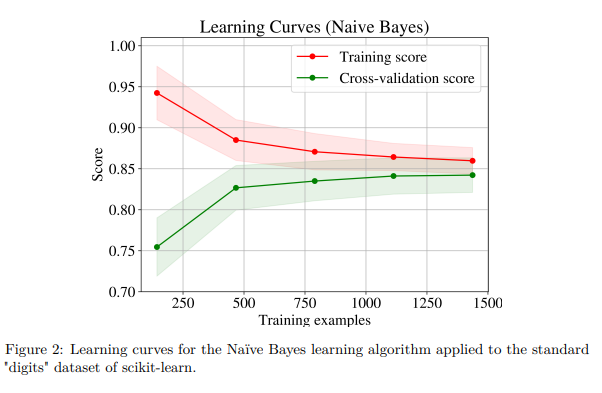 Learning Curves (Naive Bayes)
Training score
Cross-validation score
1.00
0.95
0.90
0.85
0.80
0.75
0.70
Score
250
500
750
1000
1250
1500
Training examples
Figure 2: Learning curves for the Naïve Bayes learning algorithm applied to the standard
"digits" dataset of scikit-learn.